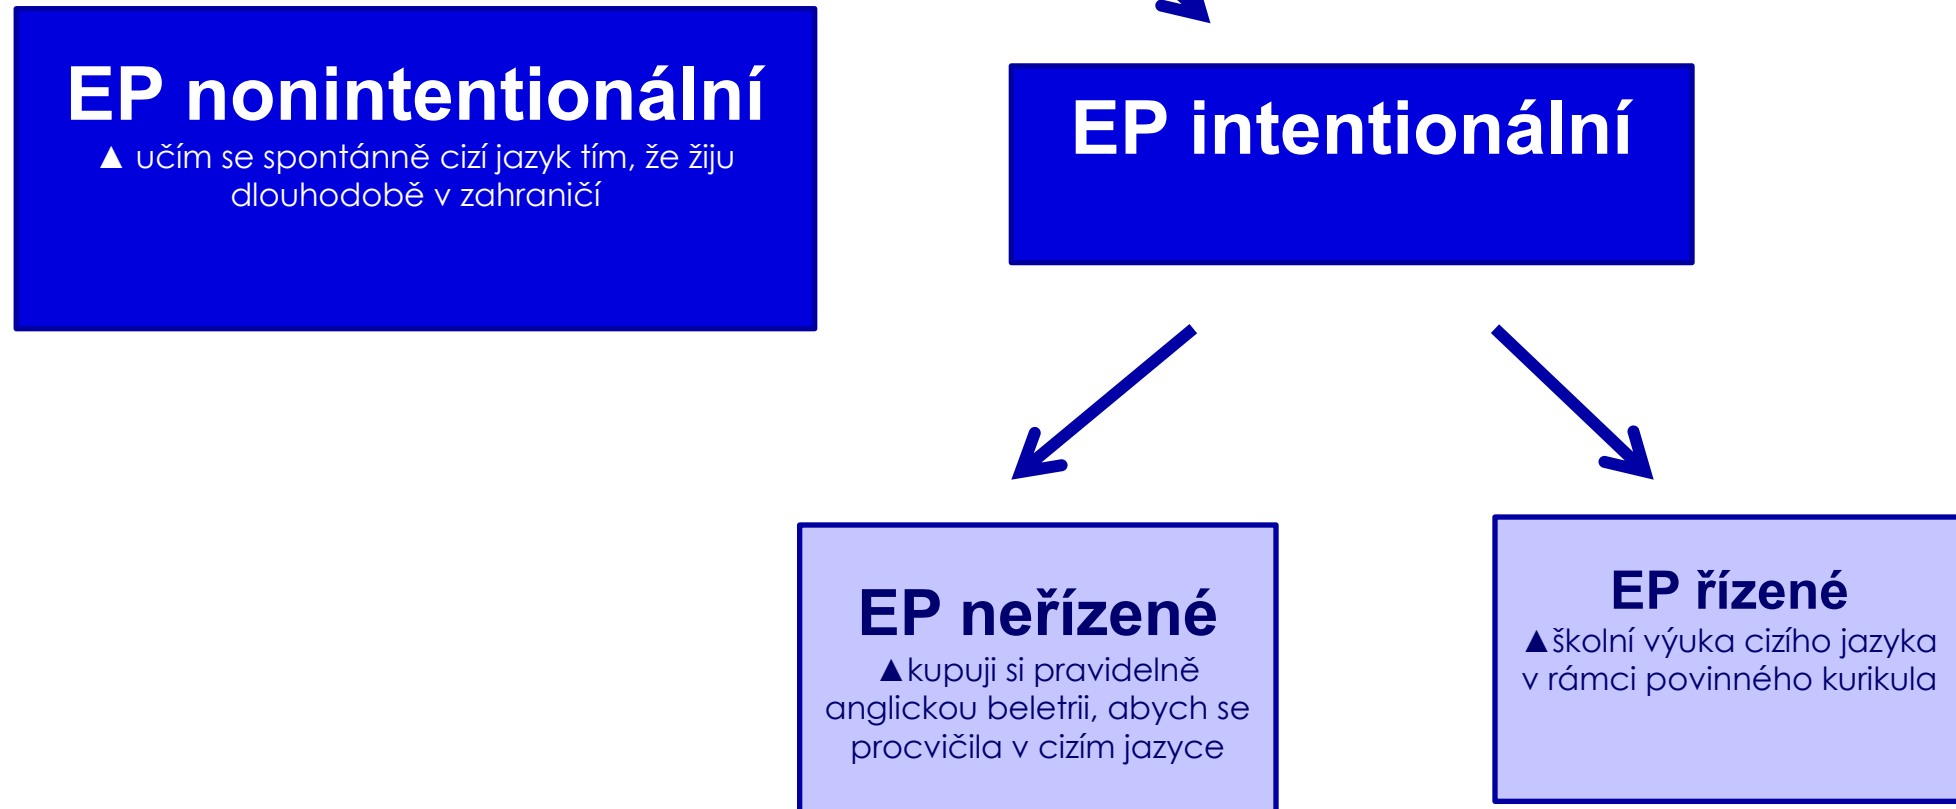 EP nonintentionální
▲ učím se spontánně cizí jazyk tím, že žiju
dlouhodobě v zahraničí
EP intentionální
EP neřízené
▲kupuji si pravidelně
anglickou beletrii, abych se
procvičila v cizím jazyce
EP řízené
▲školní výuka cizího jazyka
v rámci povinného kurikula